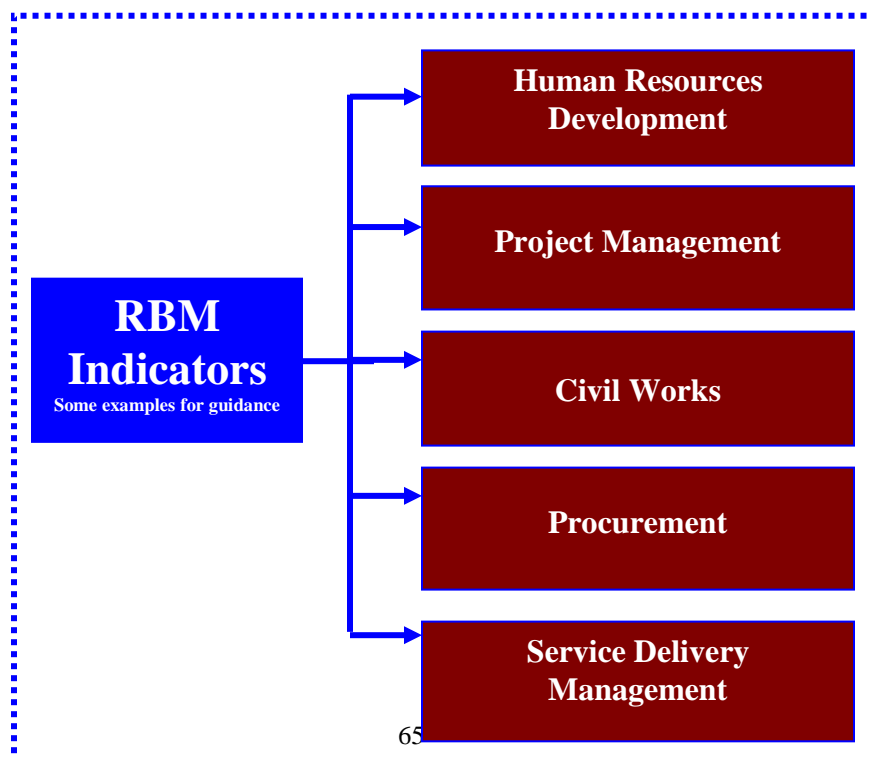 RBM
Indicators
Some examples for guidance
Human Resources
Development
Project Management
Civil Works
Procurement
Service Delivery
Management
65